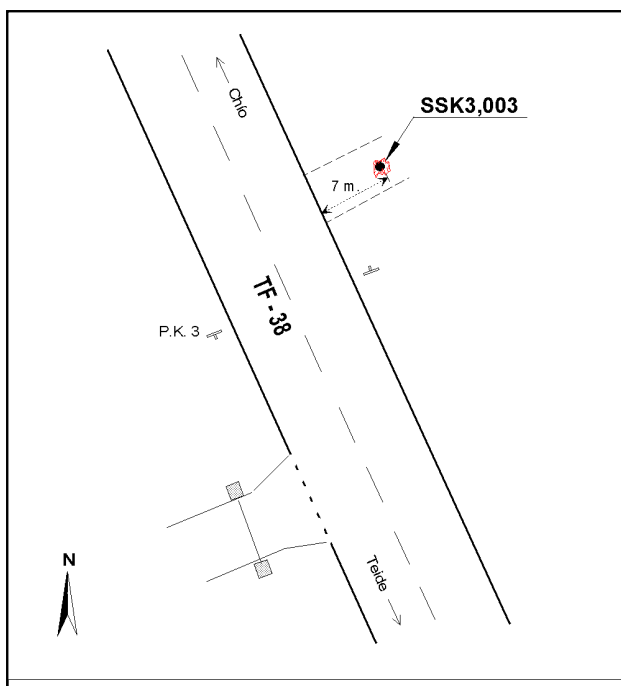 Chío
SSK3,003
7 m.
TF - 38
P.K. 3
Teide
N